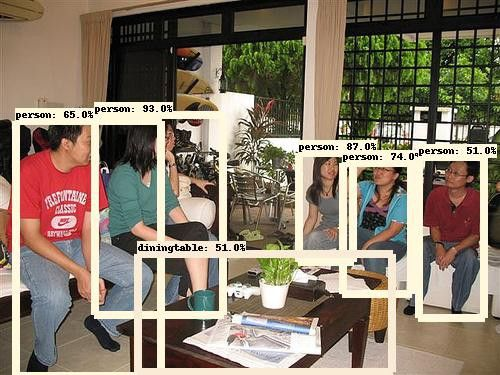 person: 65.0%
person: 93.0%
person: 87.0%
person: 74.0%
person: 51.0%
diningtable: 51.0%
CLASSIC